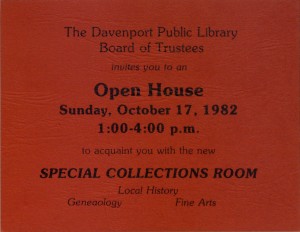 The Davenport Public Library
Board of Trustees
invites you to an
Open House
Sunday, October 17, 1982
1:00-4:00 p.m.
to acquaint you with the new
SPECIAL COLLECTIONS ROOM
Local History
Geneaology Fine Arts